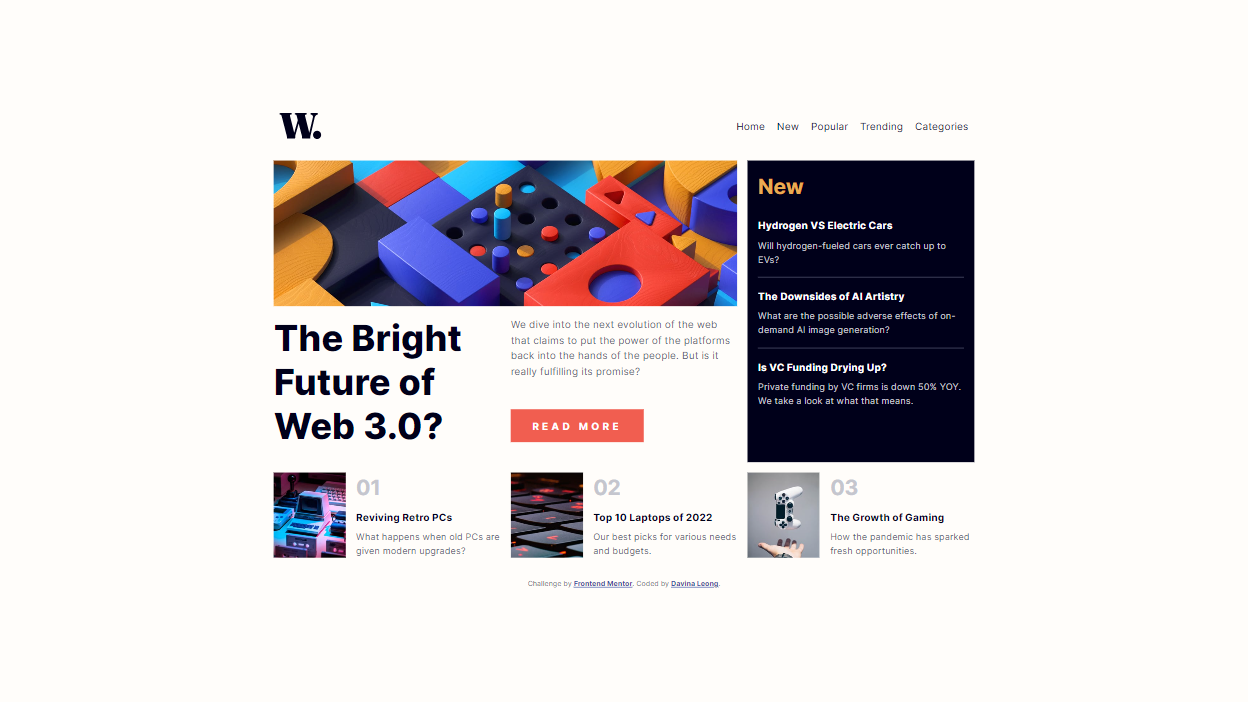 W.
Home New Popular Trending Categories
The Bright
Future of
Web 3.0?
We dive into the next evolution of the web
that claims to put the power of the platforms
back into the hands of the people. But is it
really fulfilling its promise?
READ MORE
New
Hydrogen VS Electric Cars
Will hydrogen-fueled cars ever catch up to
EVs?
The Downsides of AI Artistry
What are the possible adverse effects of on-
demand AI image generation?
Is VC Funding Drying Up?
Private funding by VC firms is down 50% YOY.
We take a look at what that means.
01
Reviving Retro PCs
What happens when old PCs are
given modern upgrades?
02
Top 10 Laptops of 2022
Our best picks for various needs
and budgets.
03
The Growth of Gaming
How the pandemic has sparked
fresh opportunities.
Challenge by Frontend Mentor. Coded by Davina Leong.